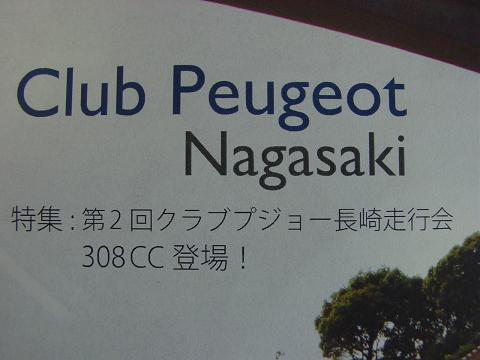 Club Peugeot
Nagasaki
特集 : 第2回クラブプジョー長崎走行会
308CC 登場！